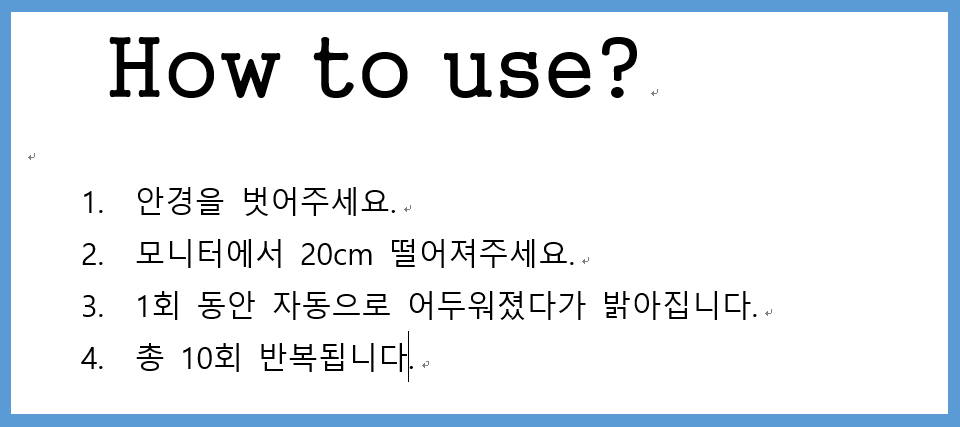 How to use?
1. 안경을 벗어주세요.
2. 모니터에서 20cm 떨어져주세요.
3. 1회 동안 자동으로 어두워졌다가 밝아집니다.
4. 총 10회 반복됩니다.